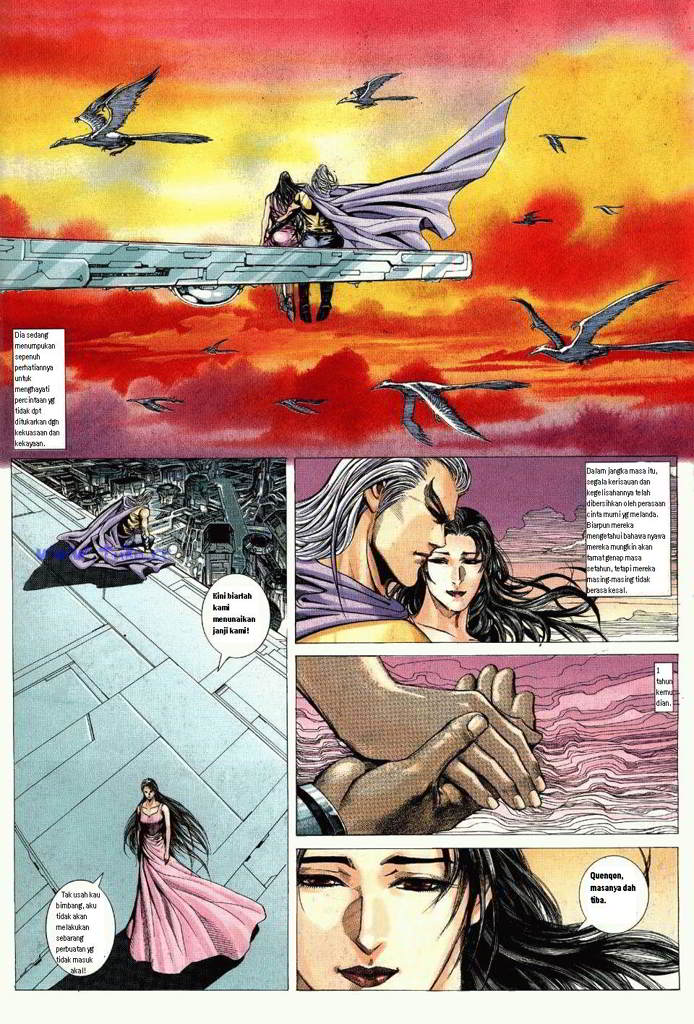 Dia sedang
menumpukan
sepenuh
perhatiannya
untuk
menghayati
percintaan yg
tidak dpt
ditukarkan dgh
kekuasaan dan
kekayaan.
Dalam jangka masa itu,
segala kerisauan dan
kegelisahannya telah
dibersihkan oleh perasaan
cinta murni yg melanda.
Biarpun mereka
mengetahui bahava nyawa
mereka mungkin akan
tamat genap masa
setahun, tetapi mereka
masing-masing tidak
berasa kesal.
Kini biarlah
kami
menunaikan
janji kami!
1
tahun
kemu
dian.
Tak usah kau
bimbang, aku
tidak akan
melakukan
sebarang
perbuatan yg
tidak masuk
akal!
Quenqon,
masanya dah
tiba.